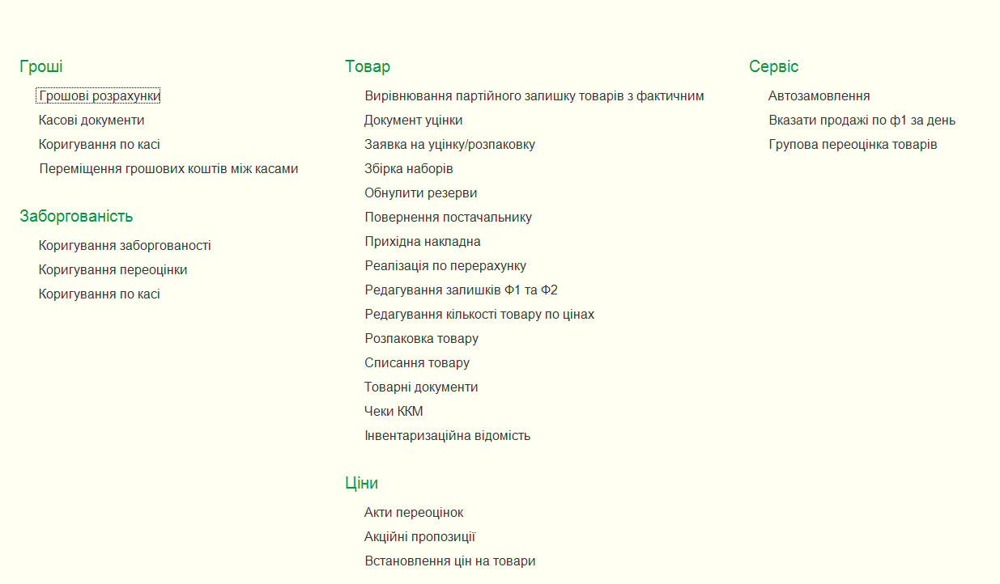 Гроші
Грошові розрахунки
Касові документи
Коригування по касі
Переміщення грошових коштів між касами
Заборгованість
Коригування заборгованості
Коригування переоцінки
Коригування по касі
Товар
Вирівнювання партійного залишку товарів з фактичним
Документ уцінки
Заявка на уцінку/розпаковку
Збірка наборів
Обнулити резерви
Повернення постачальнику
Прихідна накладна
Реалізація по перерахунку
Редагування залишків Ф1 та Ф2
Редагування кількості товару по цінах
Розпаковка товару
Списання товару
Товарні документи
Чеки ККМ
Інвентаризаційна відомість
Ціни
Акти переоцінок
Акційні пропозиції
Встановлення цін на товари
Сервіс
Автозамовлення
Вказати продажі по ф1 за день
Групова переоцінка товарів